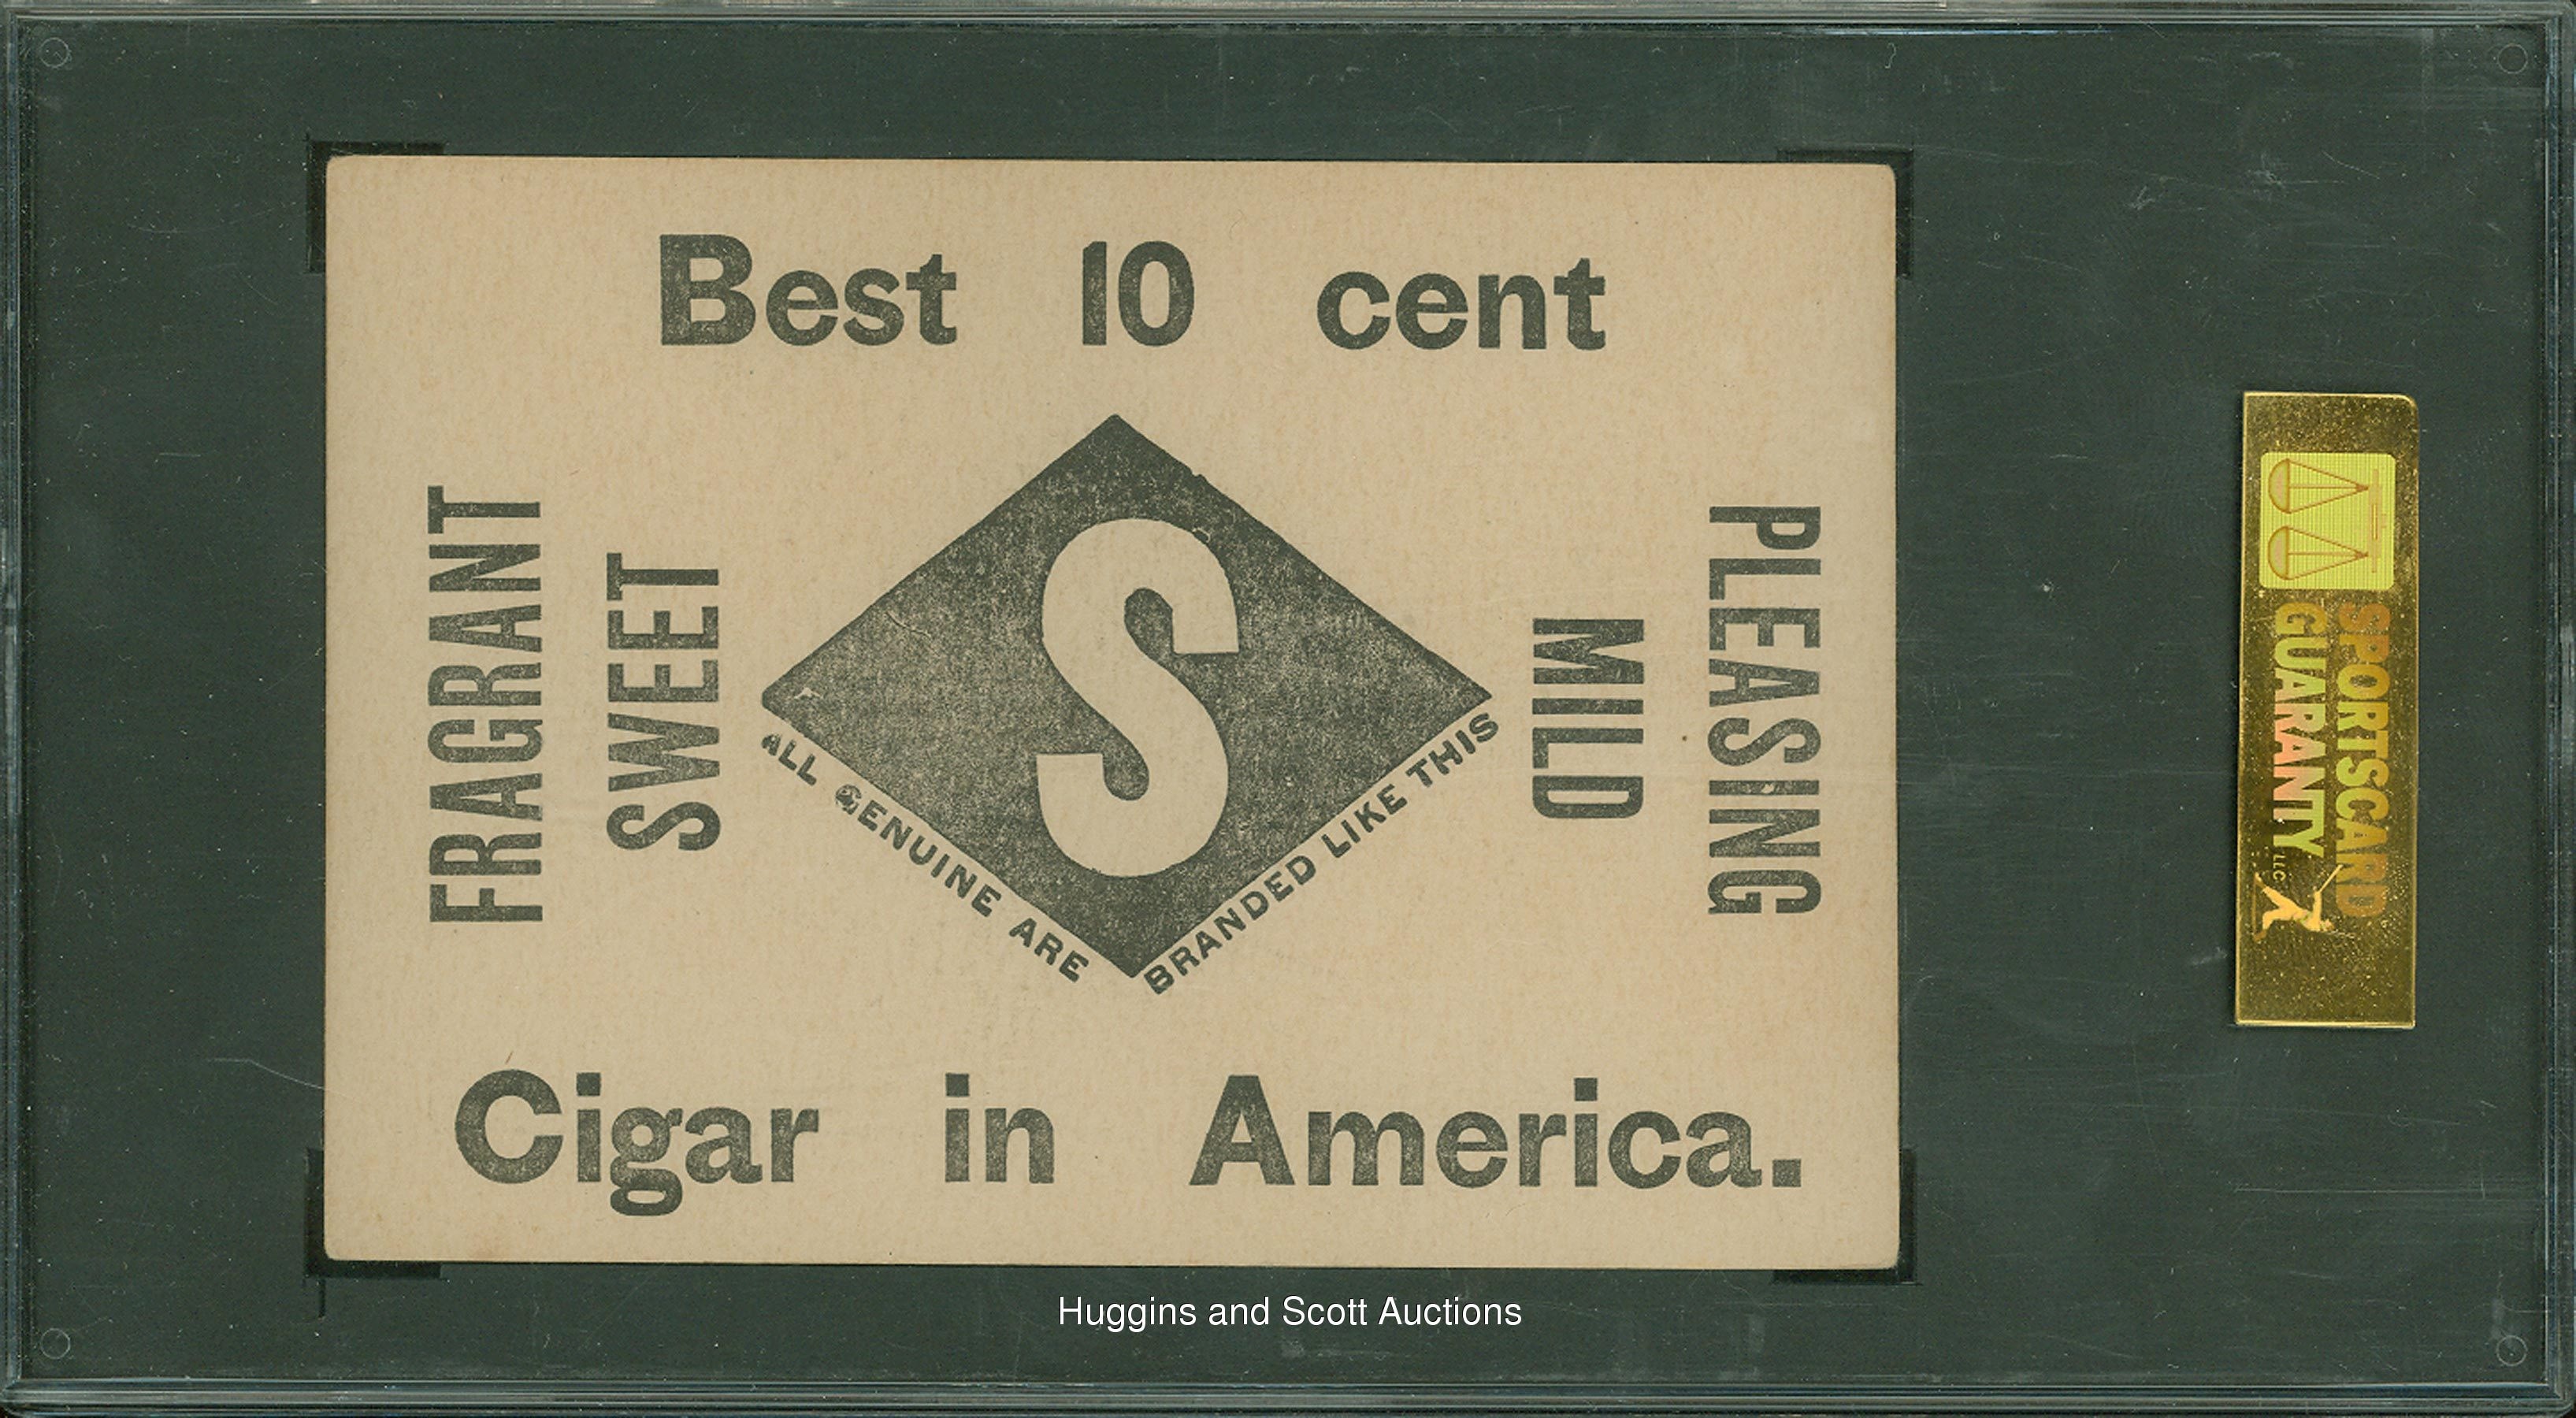 Best 10 cent
FRAGRANT
SWEET
S
MILD
PLEASING
ALL GENUINE ARE
BRANDED LIKE THIS
Cigar in America.
SPORTSCARD
GUARANTY LLC
Huggins and Scott Auctions